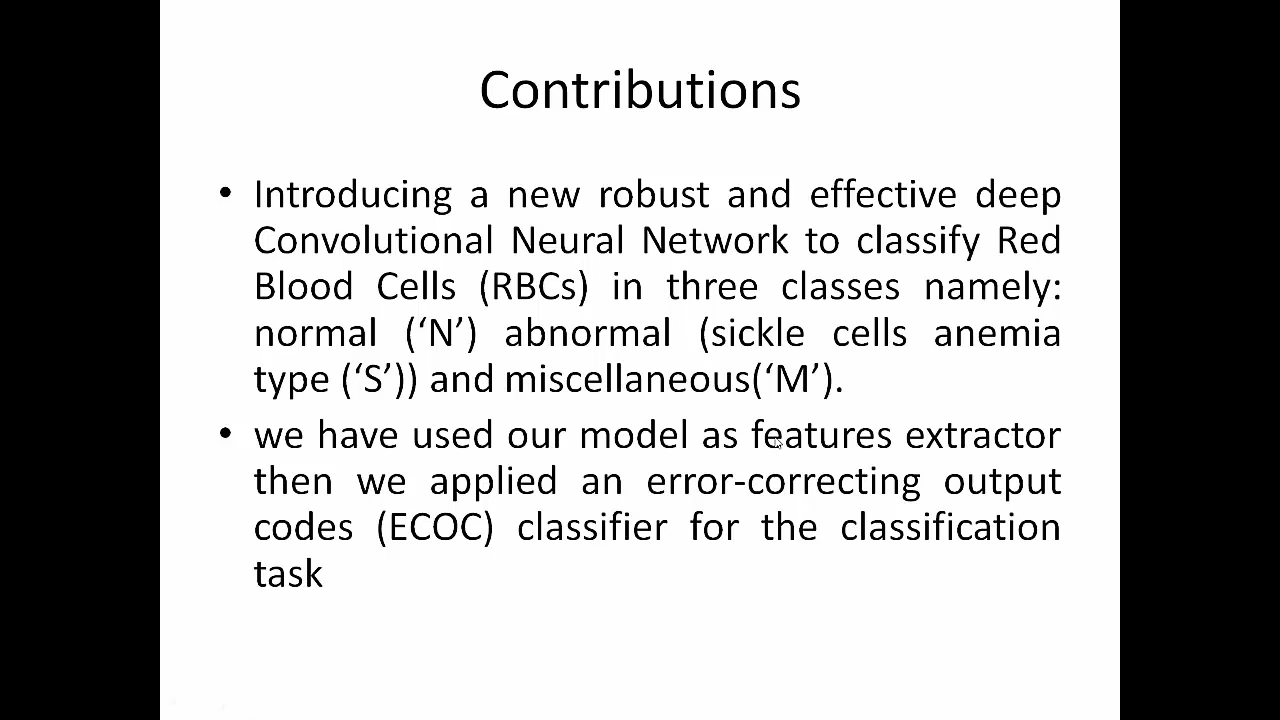 Contributions
• Introducing a new robust and effective deep
Convolutional Neural Network to classify Red
Blood Cells (RBCs) in three classes namely:
normal (‘N’) abnormal (sickle cells anemia
type (‘S’)) and miscellaneous(‘M’).
• we have used our model as features extractor
then we applied an error-correcting output
codes (ECOC) classifier for the classification
task